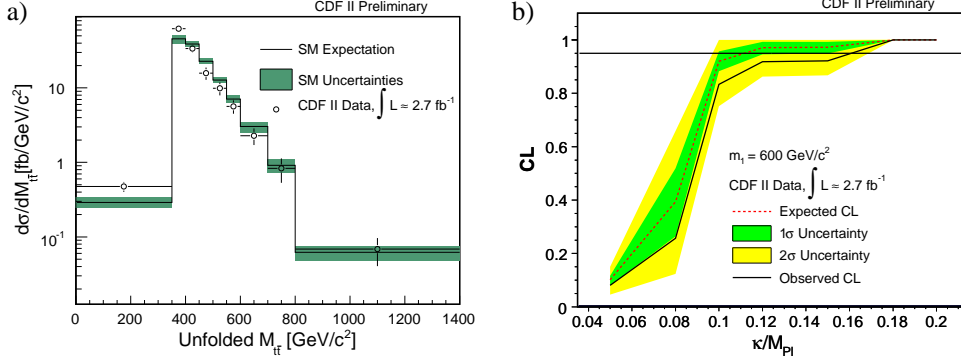 a)
CDF II Preliminary
dσ/dM_tt̄[fb/GeV/c²]
10
1
10⁻¹
SM Expectation
SM Uncertainties
CDF II Data, ∫ L ≈ 2.7 fb⁻¹
0 200 400 600 800 1000 1200 1400
Unfolded M_tt̄ [GeV/c²]
b)
CDF II Preliminary
CL
1
0.8
0.6
0.4
0.2
0
m₁ = 600 GeV/c²
CDF II Data, ∫ L ≈ 2.7 fb⁻¹
Expected CL
1σ Uncertainty
2σ Uncertainty
Observed CL
0.04 0.06 0.08 0.1 0.12 0.14 0.16 0.18 0.2
κ/M_Pl